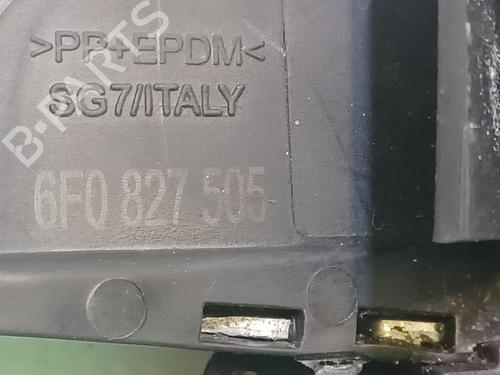 >PP+EPDM<
SG7/ITALY
6F0 827 505
B-PARTS